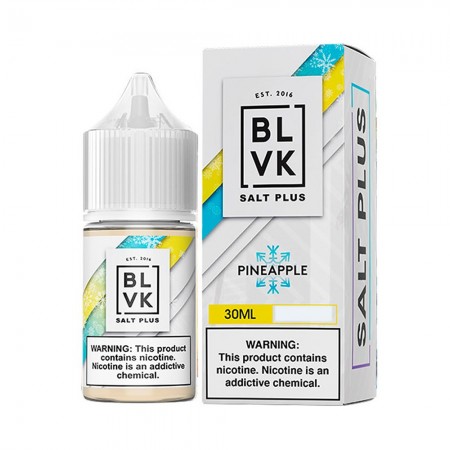 EST. 2016
BL
VK
SALT PLUS
PINEAPPLE
30ML
WARNING:
This product
contains nicotine.
Nicotine is an
addictive chemical.
SALT PLUS
EST. 2016
BL
VK
SALT PLUS
WARNING: This product
contains nicotine.
Nicotine is an addictive
chemical.